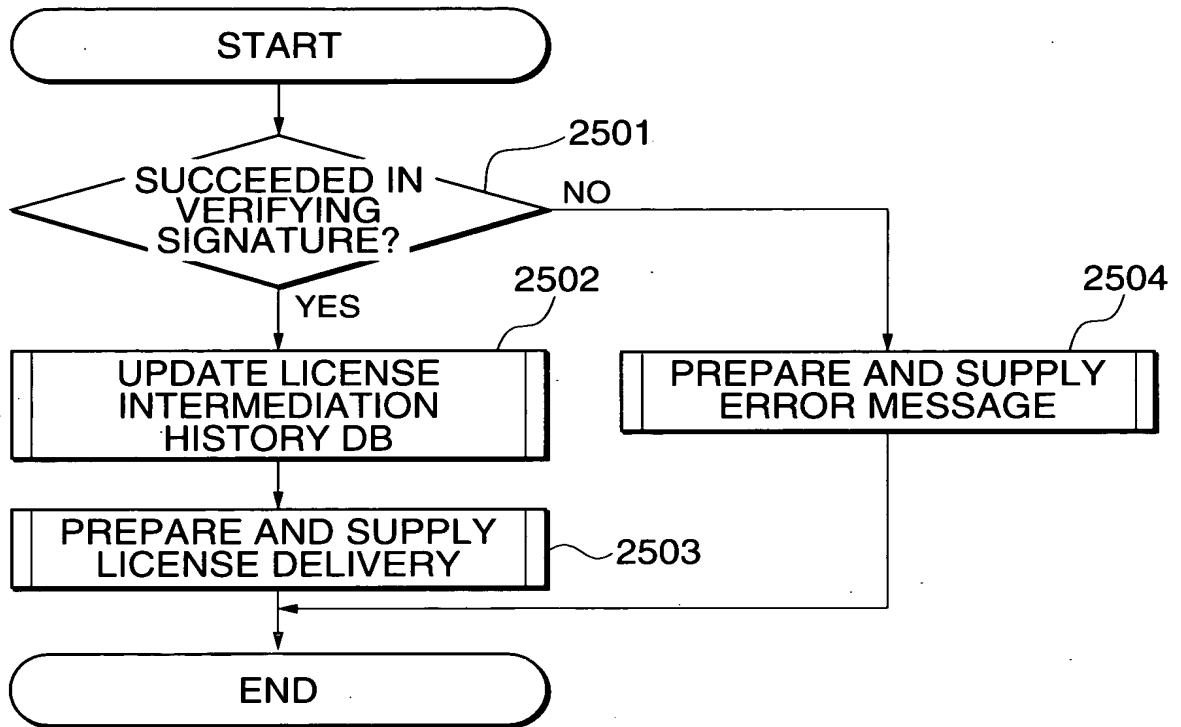 START
2501
SUCCEEDED IN
VERIFYING
SIGNATURE?
NO
YES
2502
2504
UPDATE LICENSE
INTERMEDIATION
HISTORY DB
PREPARE AND SUPPLY
ERROR MESSAGE
PREPARE AND SUPPLY
LICENSE DELIVERY
2503
END